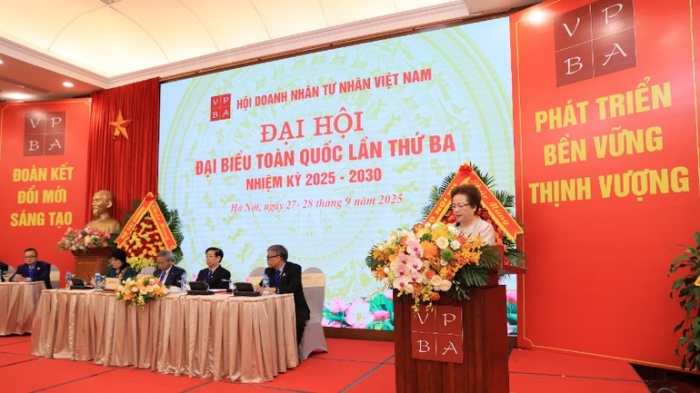 VP
BA
ĐOÀN KẾT
ĐỔI MỚI
SÁNG TẠO
VP
BA
HỘI DOANH NHÂN TƯ NHÂN VIỆT NAM
ĐẠI HỘI
ĐẠI BIỂU TOÀN QUỐC LẦN THỨ BA
NHIỆM KỲ 2025 - 2030
Hà Nội, ngày 27- 28 tháng 9 năm 2025
VP
BA
PHÁT TRIỂN
BỀN VỮNG
THỊNH VƯỢNG
VP
BA